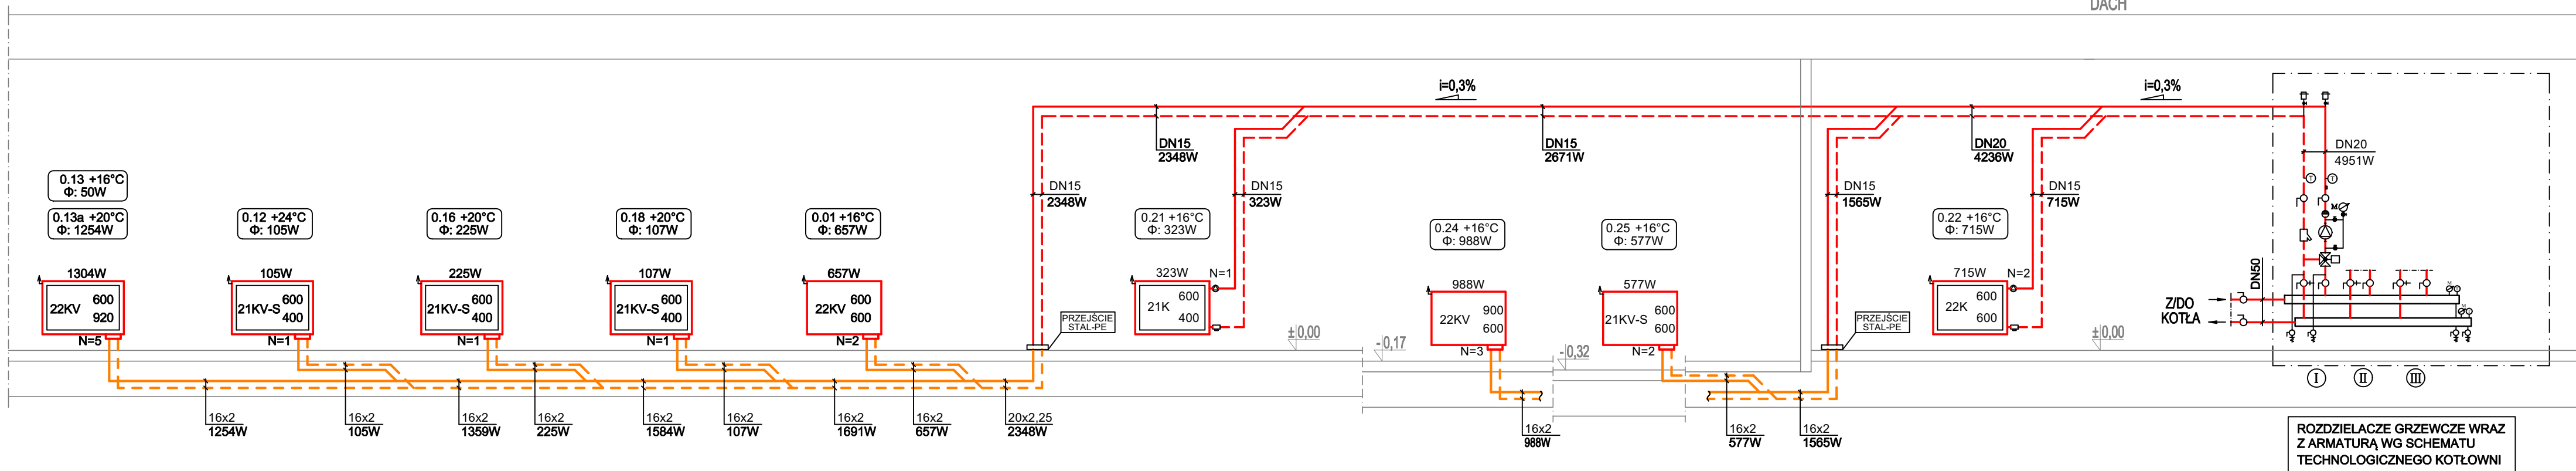 DACH
i=0,3%
i=0,3%
DN15
2348W
DN15
2671W
DN20
4236W
DN20
4951W
0.13 +16°C
Φ: 50W
0.13a +20°C
Φ: 1254W
0.12 +24°C
Φ: 105W
0.16 +20°C
Φ: 225W
0.18 +20°C
Φ: 107W
0.01 +16°C
Φ: 657W
DN15
2348W
0.21 +16°C
Φ: 323W
DN15
323W
0.24 +16°C
Φ: 988W
0.25 +16°C
Φ: 577W
DN15
1565W
0.22 +16°C
Φ: 715W
DN15
715W
T
T
M
1304W
22KV
600
920
N=5
105W
21KV-S
600
400
N=1
225W
21KV-S
600
400
N=1
107W
21KV-S
600
400
N=1
657W
22KV
600
600
N=2
PRZEJŚCIE
STAL-PE
323W
N=1
21K
600
400
±0,00
-0,17
988W
22KV
900
600
N=3
-0,32
577W
21KV-S
600
600
N=2
PRZEJŚCIE
STAL-PE
715W
N=2
22K
600
600
±0,00
Z/DO
KOTŁA
DN50
M
I
II
III
16x2
1254W
16x2
105W
16x2
1359W
16x2
225W
16x2
1584W
16x2
107W
16x2
1691W
16x2
657W
20x2,25
2348W
16x2
988W
16x2
577W
16x2
1565W
ROZDZIELACZE GRZEWCZE WRAZ
Z ARMATURĄ WG SCHEMATU
TECHNOLOGICZNEGO KOTŁOWNI